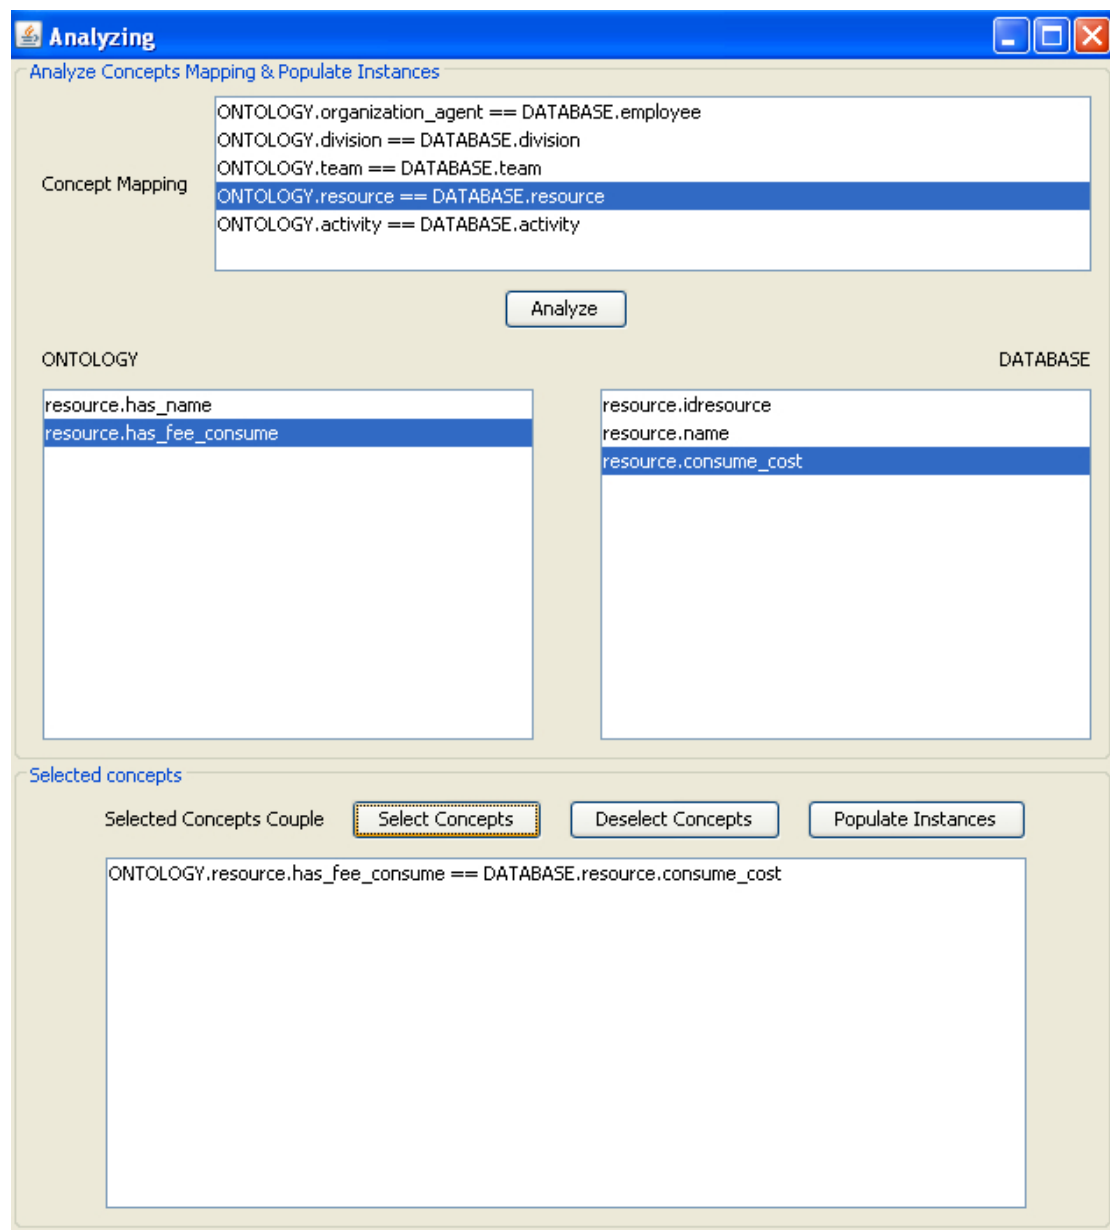 Analyzing
Analyze Concepts Mapping & Populate Instances
Concept Mapping
ONTOLOGY.organization_agent == DATABASE.employee
ONTOLOGY.division == DATABASE.division
ONTOLOGY.team == DATABASE.team
ONTOLOGY.resource == DATABASE.resource
ONTOLOGY.activity == DATABASE.activity
Analyze
ONTOLOGY
DATABASE
resource.has_name
resource.has_fee_consume
resource.idresource
resource.name
resource.consume_cost
Selected concepts
Selected Concepts Couple
Select Concepts
Deselect Concepts
Populate Instances
ONTOLOGY.resource.has_fee_consume == DATABASE.resource.consume_cost